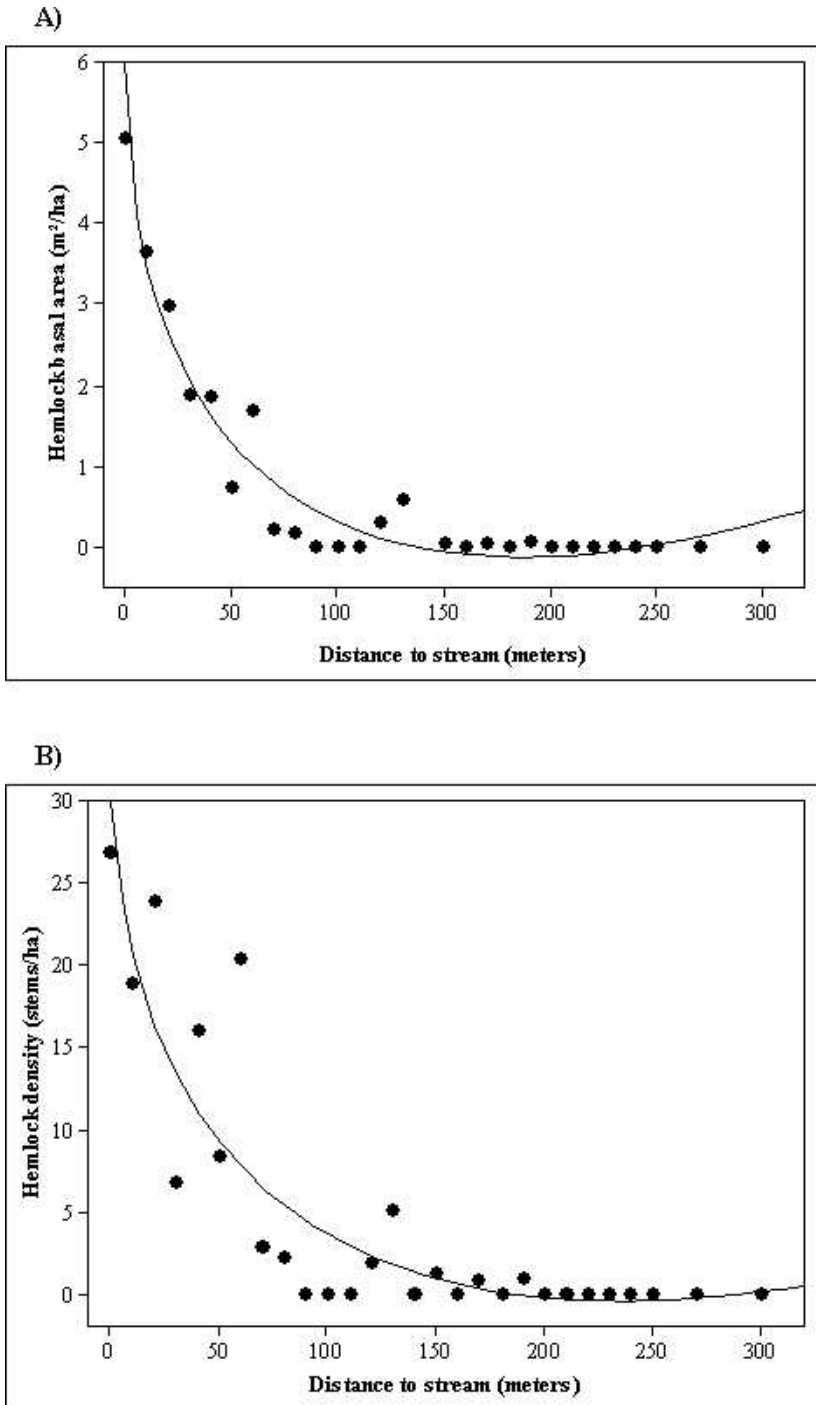 A)
6
5
4
3
2
1
0
Hemlock basal area (m²/ha)
0 50 100 150 200 250 300
Distance to stream (meters)
B)
30
25
20
15
10
5
0
Hemlock density (stems/ha)
0 50 100 150 200 250 300
Distance to stream (meters)